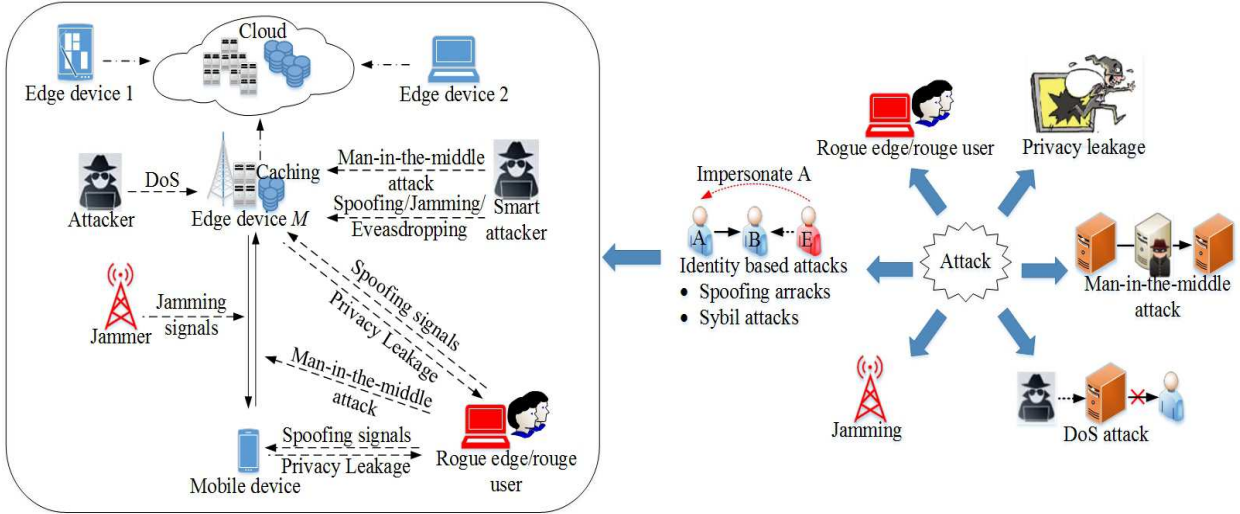 Cloud
Edge device 1
Edge device 2
Man-in-the-middle
attack
Caching
DoS
Attacker
Edge device M
Spoofing/Jamming/
Eveasdropping
Smart
attacker
Jamming
signals
Jammer
Spoofing signals
Privacy Leakage
Man-in-the-middle
attack
Spoofing signals
Privacy Leakage
Mobile device
Rogue edge/rouge
user
Impersonate A
A
B
E
Identity based attacks
• Spoofing arracks
• Sybil attacks
Rogue edge/rouge user
Privacy leakage
Attack
Man-in-the-middle
attack
Jamming
DoS attack